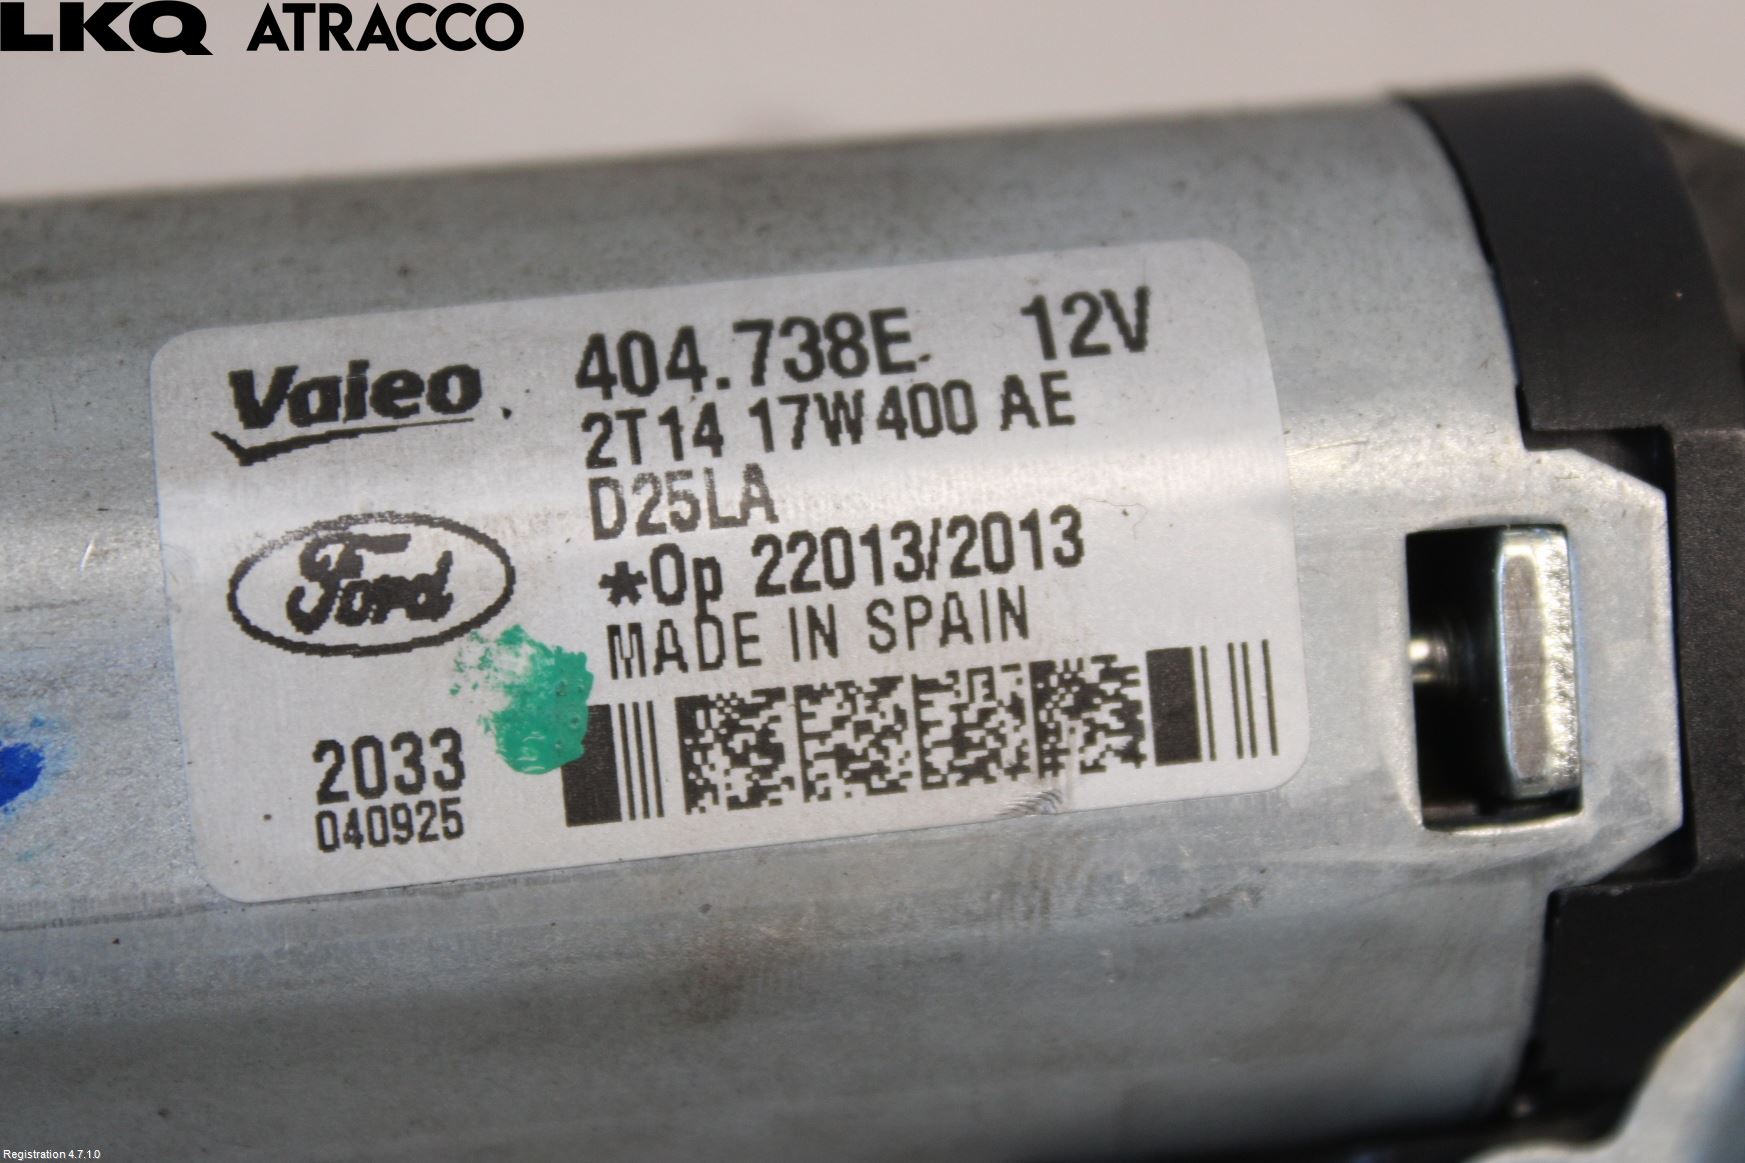 LKQ ATRACCO
Valeo
404.738E 12V
2T14 17W400 AE
D25LA
*Op 22013/2013
MADE IN SPAIN
Ford
2033
040925
Registration 4.7.1.0